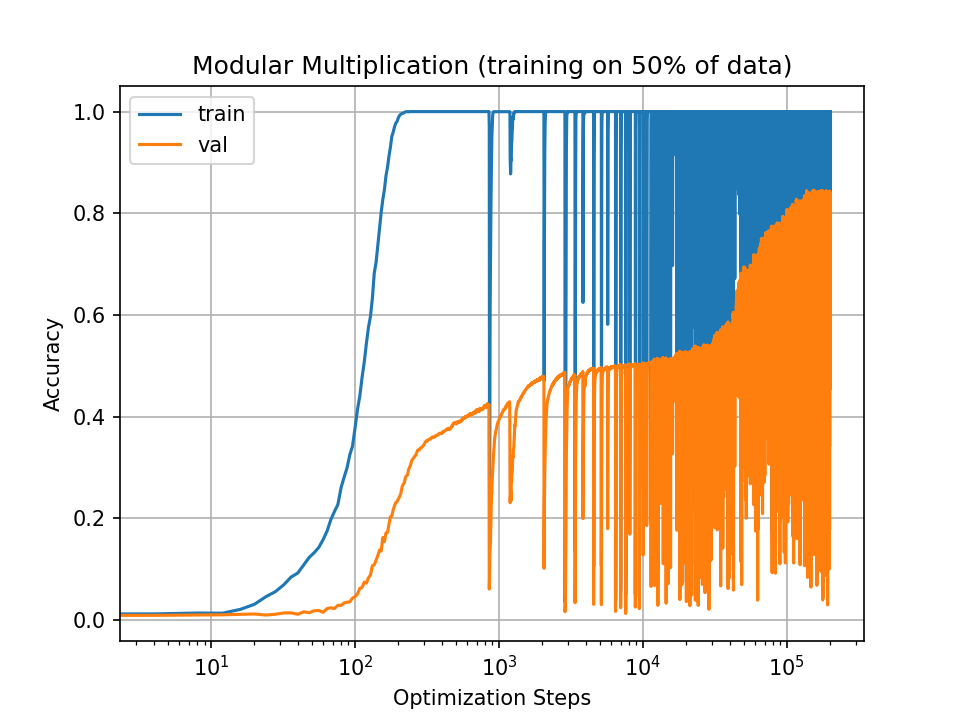 Modular Multiplication (training on 50% of data)
train
val
1.0
0.8
0.6
0.4
0.2
0.0
Accuracy
10¹
10²
10³
10⁴
10⁵
Optimization Steps